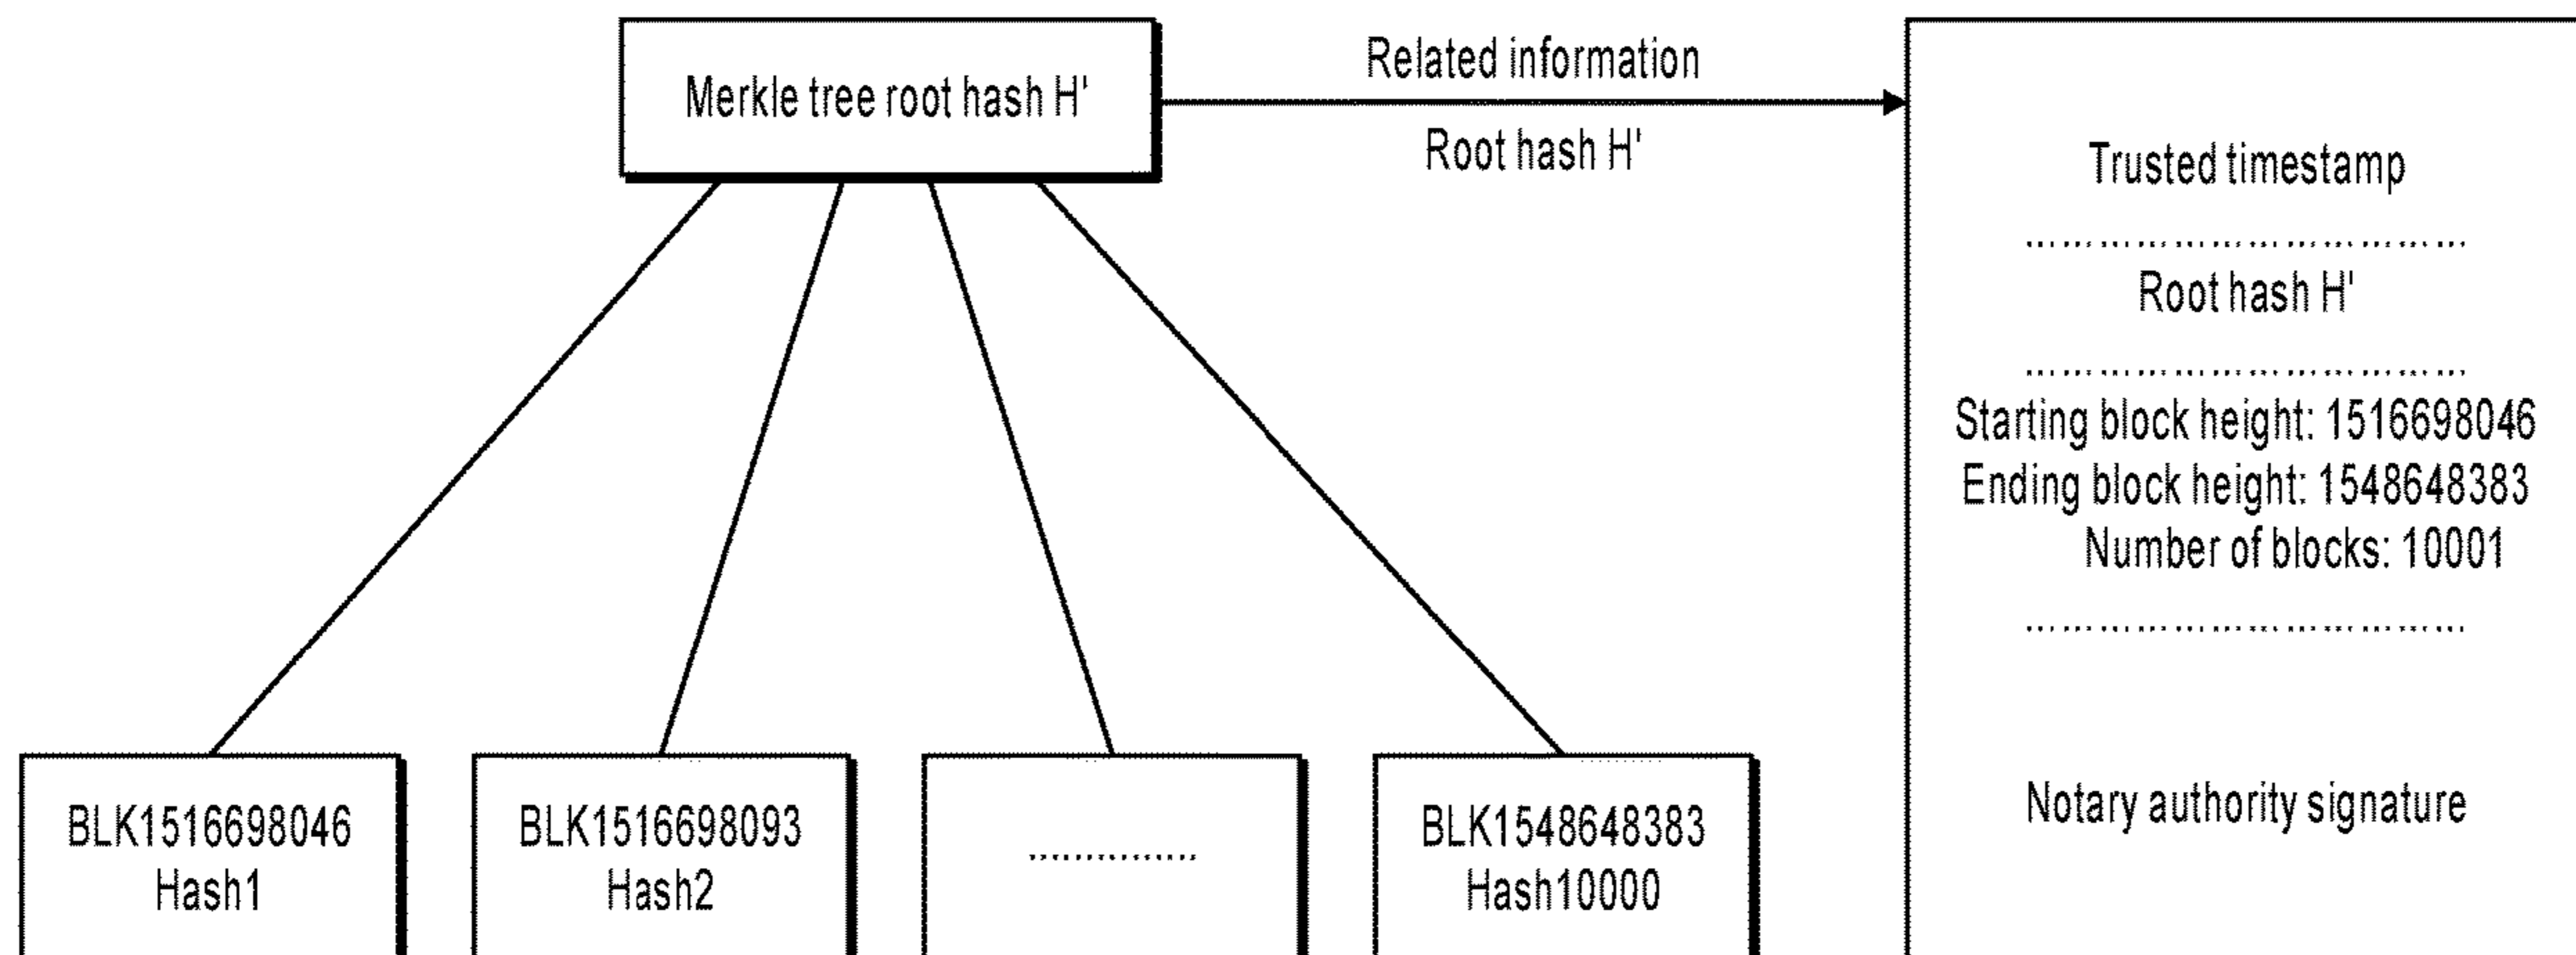 Merkle tree root hash H'
Related information
Root hash H'
Trusted timestamp
Root hash H'
Starting block height: 1516698046
Ending block height: 1548648383
Number of blocks: 10001
Notary authority signature
BLK1516698046
Hash1
BLK1516698093
Hash2
..............
BLK1548648383
Hash10000